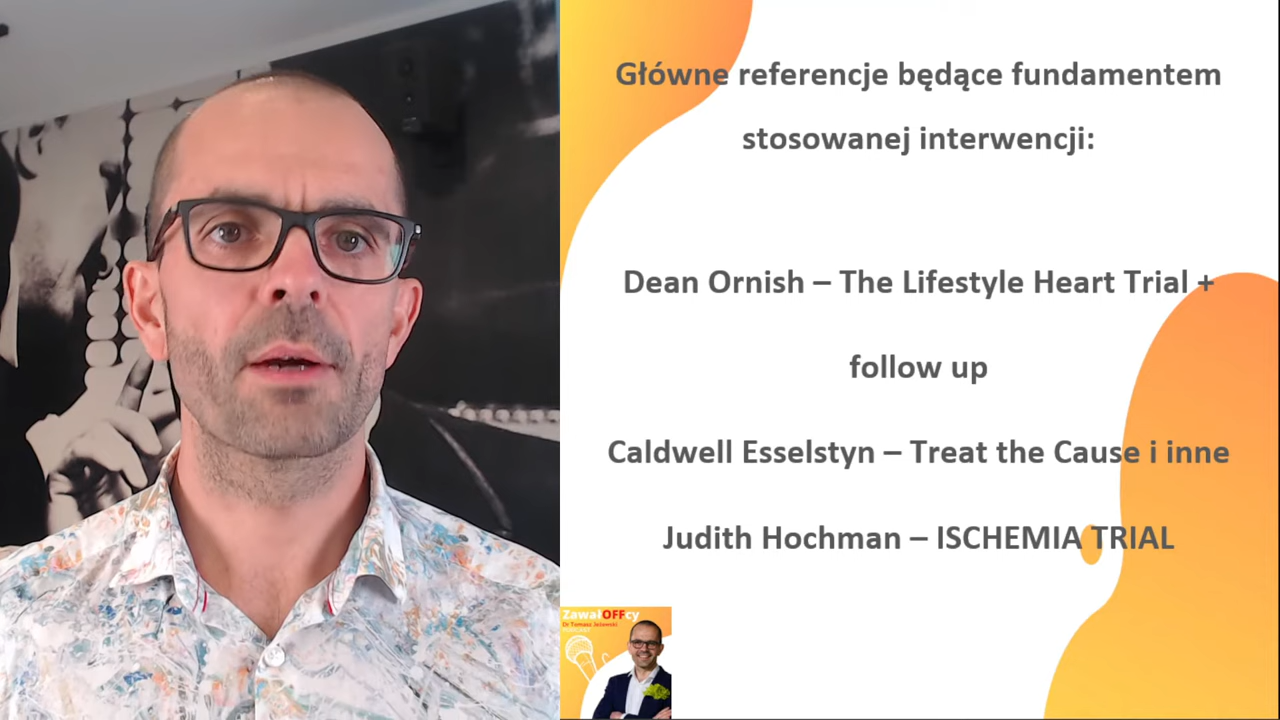 Główne referencje będące fundamentem
stosowanej interwencji:
Dean Ornish – The Lifestyle Heart Trial +
follow up
Caldwell Esselstyn – Treat the Cause i inne
Judith Hochman – ISCHEMIA TRIAL
ZawałOFFcy
Dr Tomasz Jeżewski